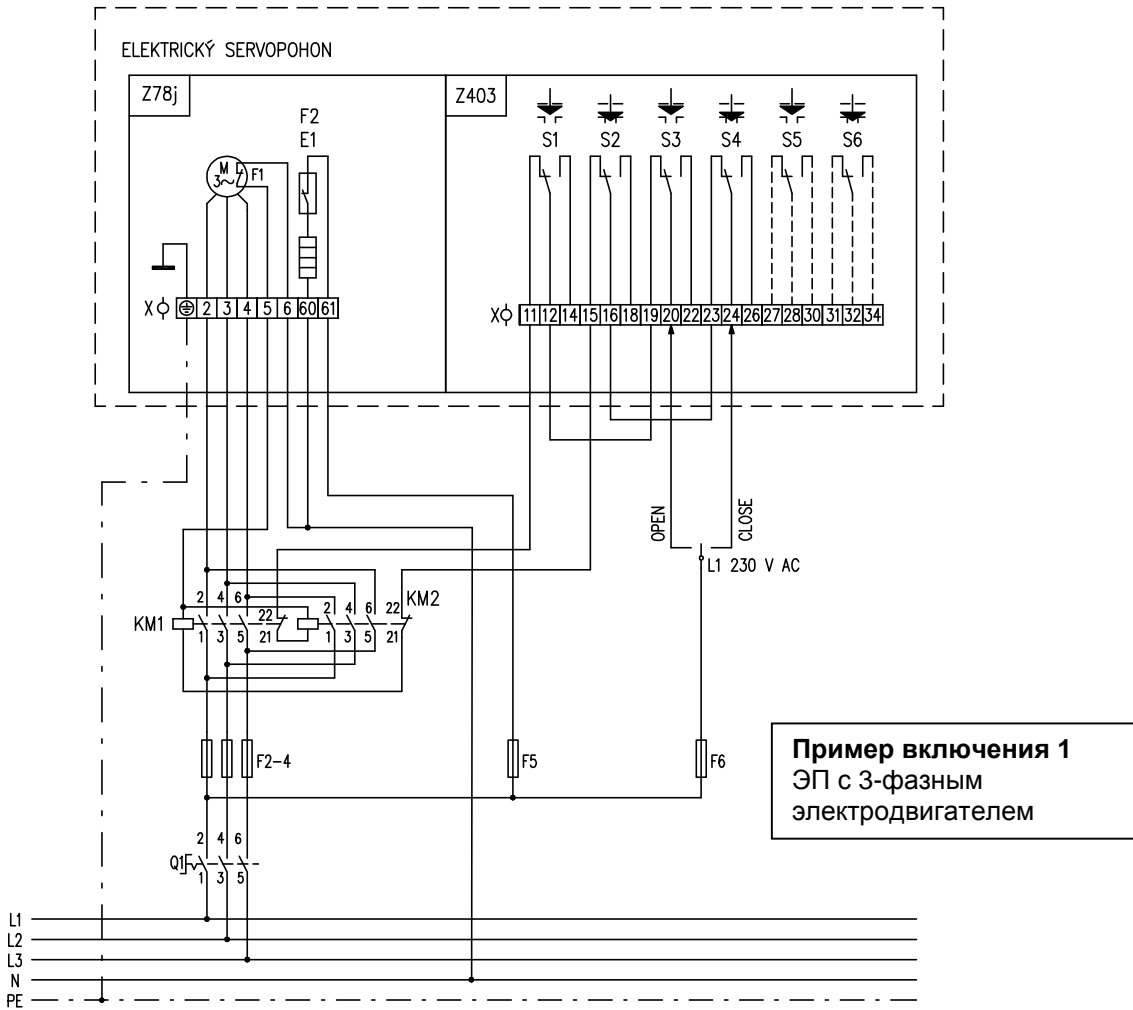 ELEKTRICKÝ SERVOPOHON
Z78j
Z403
F2
E1
S1 S2 S3 S4 S5 S6
M
3~
F1
X 2 3 4 5 6 60 61
X 11 12 14 15 16 18 19 20 22 23 24 26 27 28 30 31 32 34
OPEN
CLOSE
L1 230 V AC
2 4 6 22 2 4 6 22 KM2
KM1
1 3 5 21 1 3 5 21
F2-4
F5
F6
Пример включения 1
ЭП с 3-фазным
электродвигателем
2 4 6
Q1
1 3 5
L1
L2
L3
N
PE